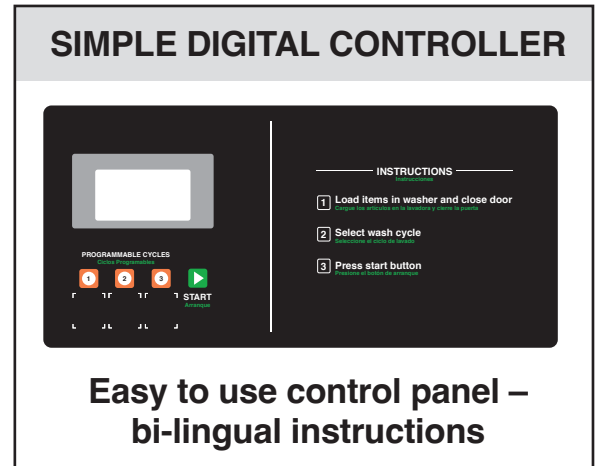 SIMPLE DIGITAL CONTROLLER
PROGRAMMABLE CYCLES
Ciclos Programables
1 2 3
START
Arranque
INSTRUCTIONS
Instrucciones
1 Load items in washer and close door
Cargue los artículos en la lavadora y cierre la puerta
2 Select wash cycle
Seleccione el ciclo de lavado
3 Press start button
Presione el botón de arranque
Easy to use control panel –
bi-lingual instructions